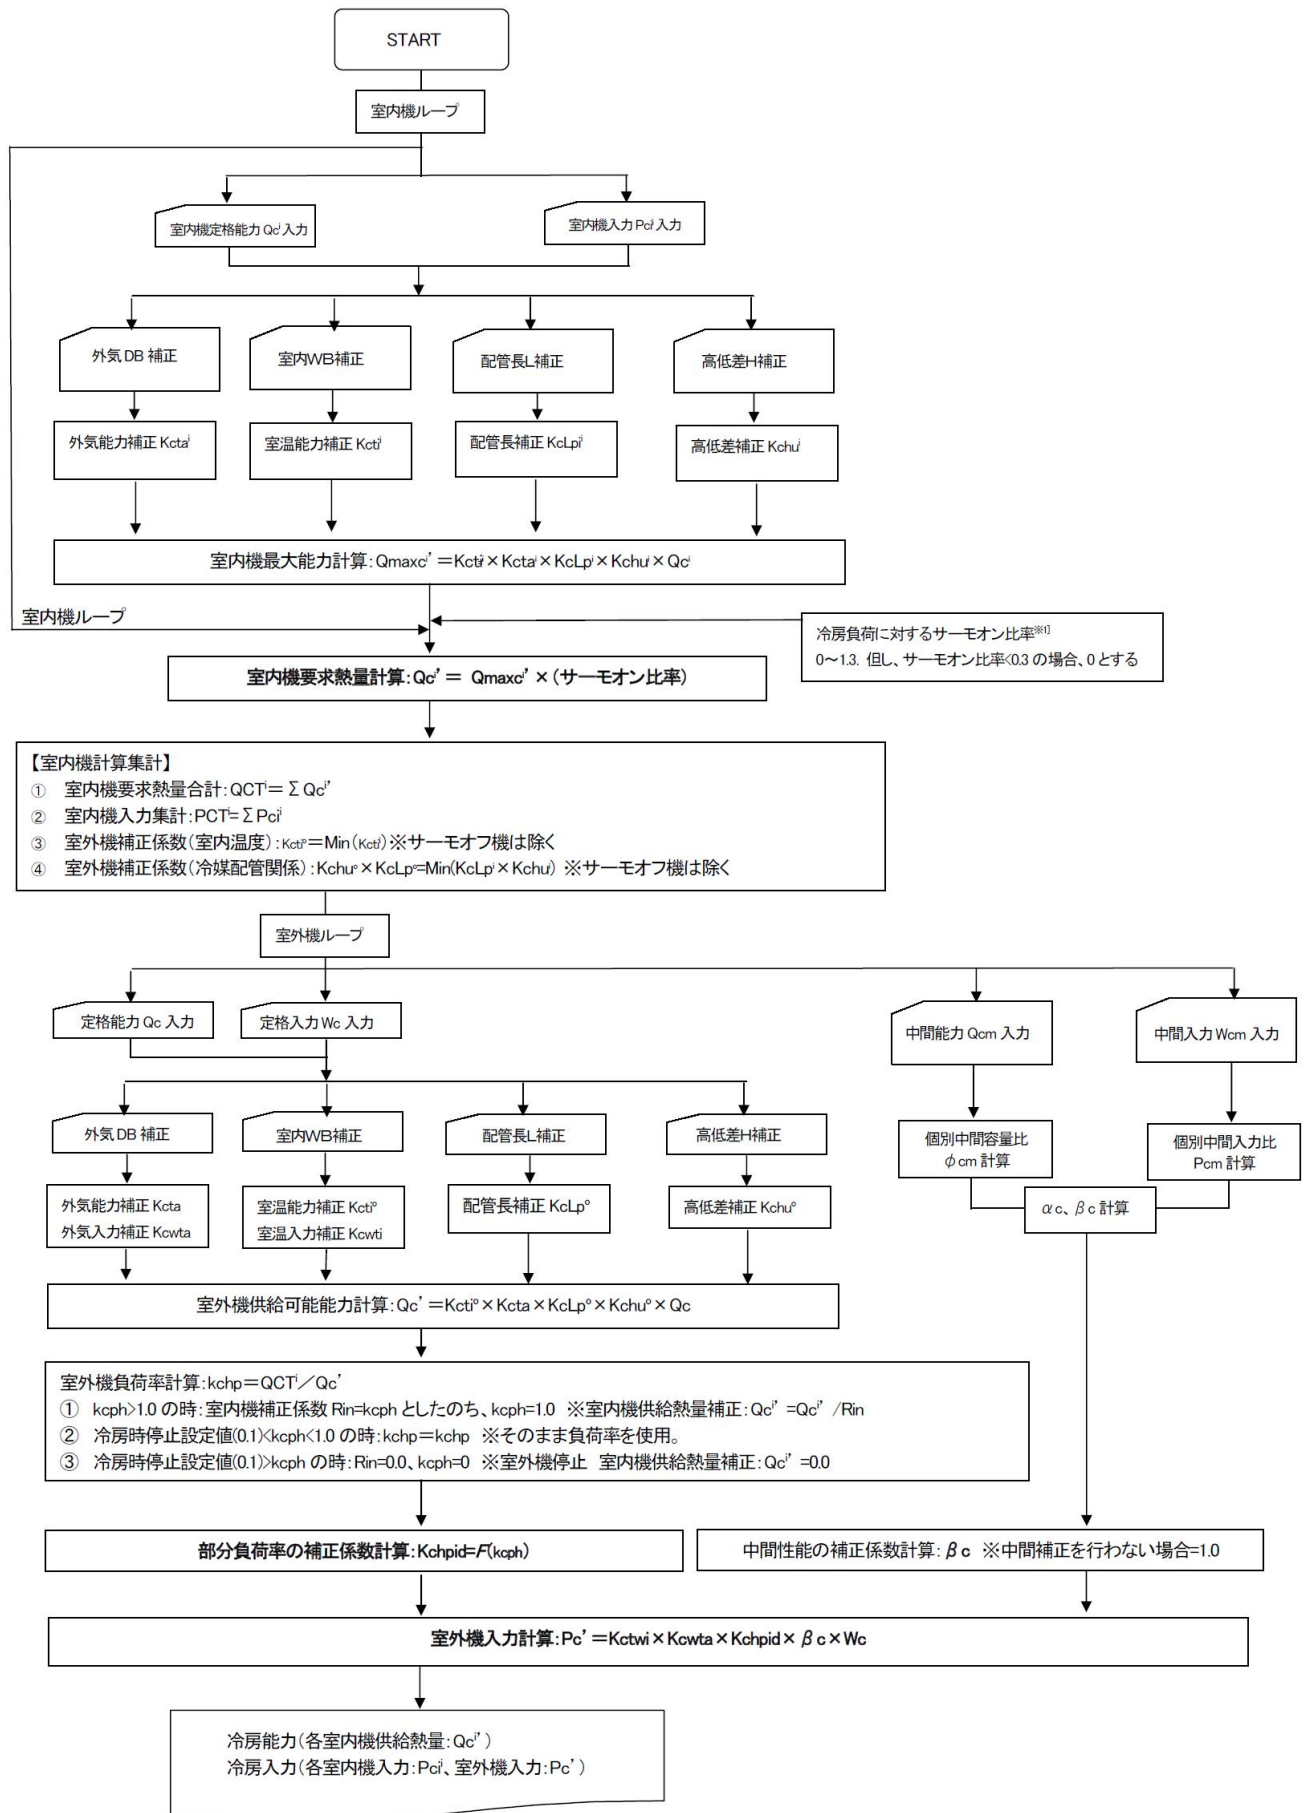 START
室内機ループ
室内機定格能力 Qcⁱ入力
室内機入力 Pciⁱ入力
外気 DB 補正
室内WB補正
配管長L補正
高低差H補正
外気能力補正 Kctaⁱ
室温能力補正 Kctiⁱ
配管長補正 KcLpiⁱ
高低差補正 Kchuⁱ
室内機最大能力計算:Qmaxcⁱ’=Kctiⁱ×Kctaⁱ×KcLpⁱ×Kchuⁱ×Qcⁱ
室内機ループ
冷房負荷に対するサーモオン比率※1]
0~1.3. 但し、サーモオン比率<0.3 の場合、0 とする
室内機要求熱量計算:Qcⁱ’= Qmaxcⁱ’×(サーモオン比率)
【室内機計算集計】
① 室内機要求熱量合計:QCTⁱ=ΣQcⁱ’
② 室内機入力集計:PCTⁱ=ΣPciⁱ
③ 室外機補正係数(室内温度):Kctiᵒ=Min(Kctiⁱ)※サーモオフ機は除く
④ 室外機補正係数(冷媒配管関係):Kchuᵒ×KcLpᵒ=Min(KcLpⁱ×Kchuⁱ) ※サーモオフ機は除く
室外機ループ
定格能力 Qc 入力
定格入力 Wc 入力
中間能力 Qcm 入力
中間入力 Wcm 入力
外気 DB 補正
室内WB補正
配管長L補正
高低差H補正
個別中間容量比
φcm 計算
個別中間入力比
Pcm 計算
外気能力補正 Kcta
外気入力補正 Kcwta
室温能力補正 Kctiᵒ
室温入力補正 Kcwti
配管長補正 KcLpᵒ
高低差補正 Kchuᵒ
αc、βc 計算
室外機供給可能能力計算:Qc’=Kctiᵒ×Kcta×KcLpᵒ×Kchuᵒ×Qc
室外機負荷率計算:kchp=QCTⁱ/Qc’
① kcph>1.0 の時:室内機補正係数 Rin=kcph としたのち、kcph=1.0 ※室内機供給熱量補正:Qcⁱ’=Qcⁱ’ /Rin
② 冷房時停止設定値(0.1)<kcph<1.0 の時:kchp=kchp ※そのまま負荷率を使用。
③ 冷房時停止設定値(0.1)>kcph の時:Rin=0.0、kcph=0 ※室外機停止 室内機供給熱量補正:Qcⁱ’=0.0
部分負荷率の補正係数計算:Kchpid=F(kcph)
中間性能の補正係数計算:βc ※中間補正を行わない場合=1.0
室外機入力計算:Pc’=Kctwi×Kcwta×Kchpid×βc×Wc
冷房能力(各室内機供給熱量:Qcⁱ’)
冷房入力(各室内機入力:Pciⁱ、室外機入力:Pc’)